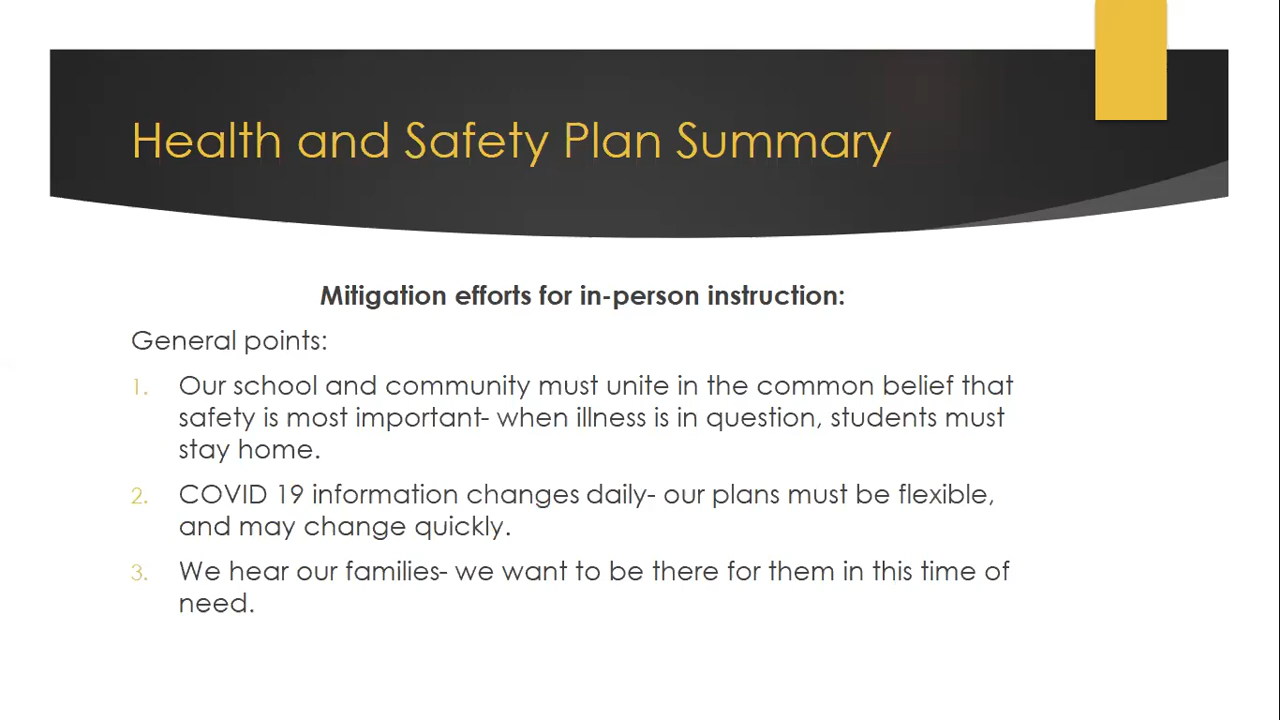 Health and Safety Plan Summary
Mitigation efforts for in-person instruction:
General points:
1. Our school and community must unite in the common belief that
safety is most important- when illness is in question, students must
stay home.
2. COVID 19 information changes daily- our plans must be flexible,
and may change quickly.
3. We hear our families- we want to be there for them in this time of
need.